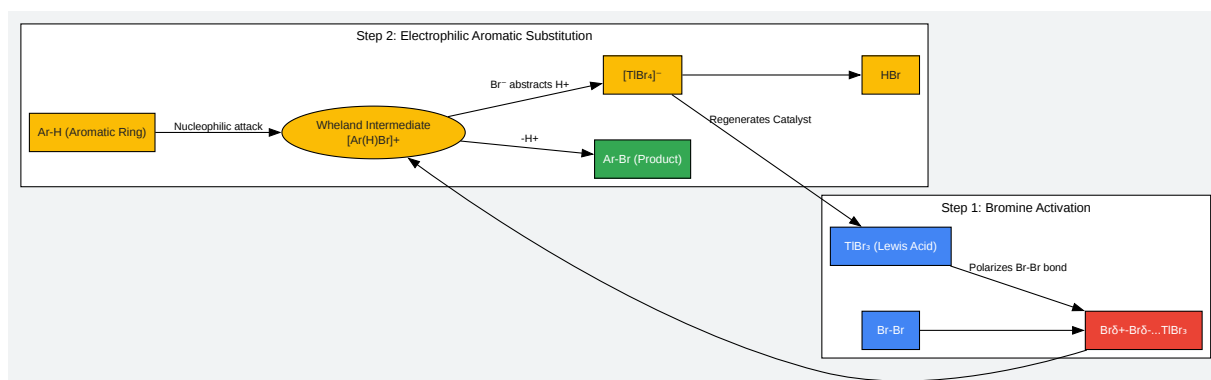 Step 2: Electrophilic Aromatic Substitution
[TlBr₄]⁻
HBr
Br⁻ abstracts H+
Ar-H (Aromatic Ring)
Nucleophilic attack
Wheland Intermediate
[Ar(H)Br]+
-H+
Ar-Br (Product)
Regenerates Catalyst
Step 1: Bromine Activation
TlBr₃ (Lewis Acid)
Polarizes Br-Br bond
Br-Br
Brδ+-Brδ-...TlBr₃